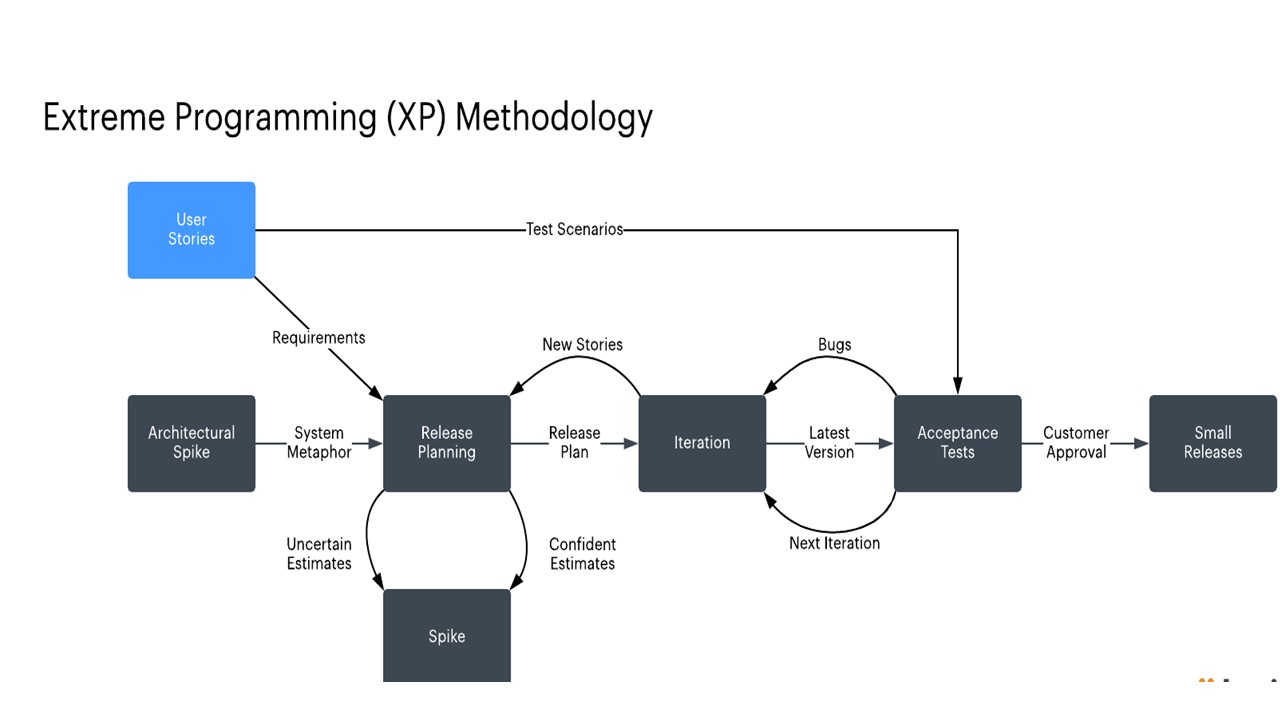 Extreme Programming (XP) Methodology
User
Stories
Test Scenarios
Requirements
New Stories
Bugs
Architectural
Spike
System
Metaphor
Release
Planning
Release
Plan
Iteration
Latest
Version
Acceptance
Tests
Customer
Approval
Small
Releases
Uncertain
Estimates
Confident
Estimates
Next Iteration
Spike